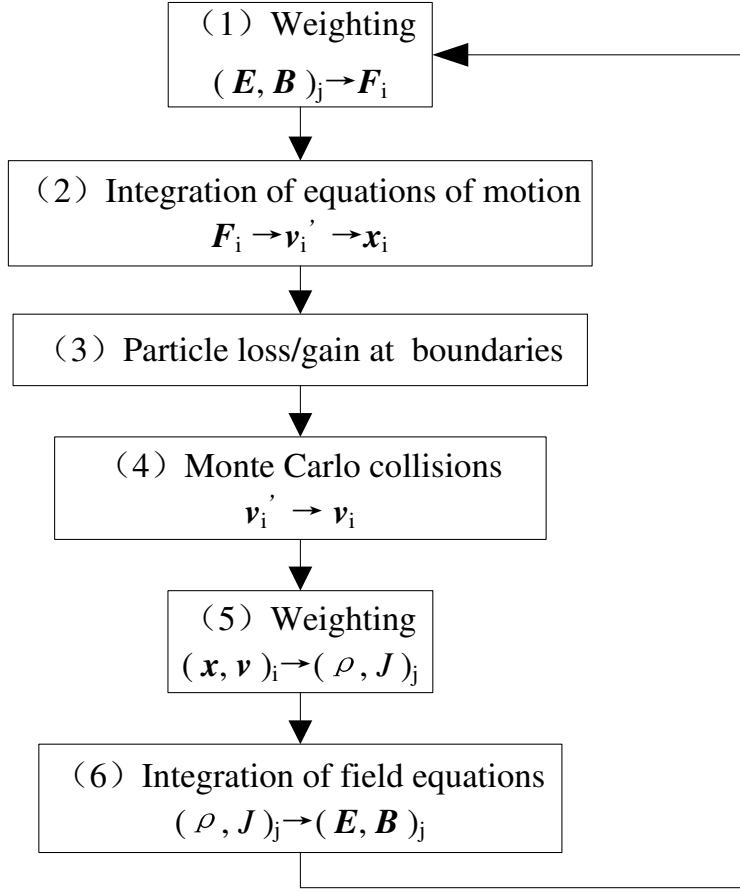 (1) Weighting
( E, B )j→Fi
(2) Integration of equations of motion
Fi →vi’ →xi
(3) Particle loss/gain at boundaries
(4) Monte Carlo collisions
vi’ → vi
(5) Weighting
( x, v )i→( ρ, J )j
(6) Integration of field equations
( ρ, J )j→( E, B )j